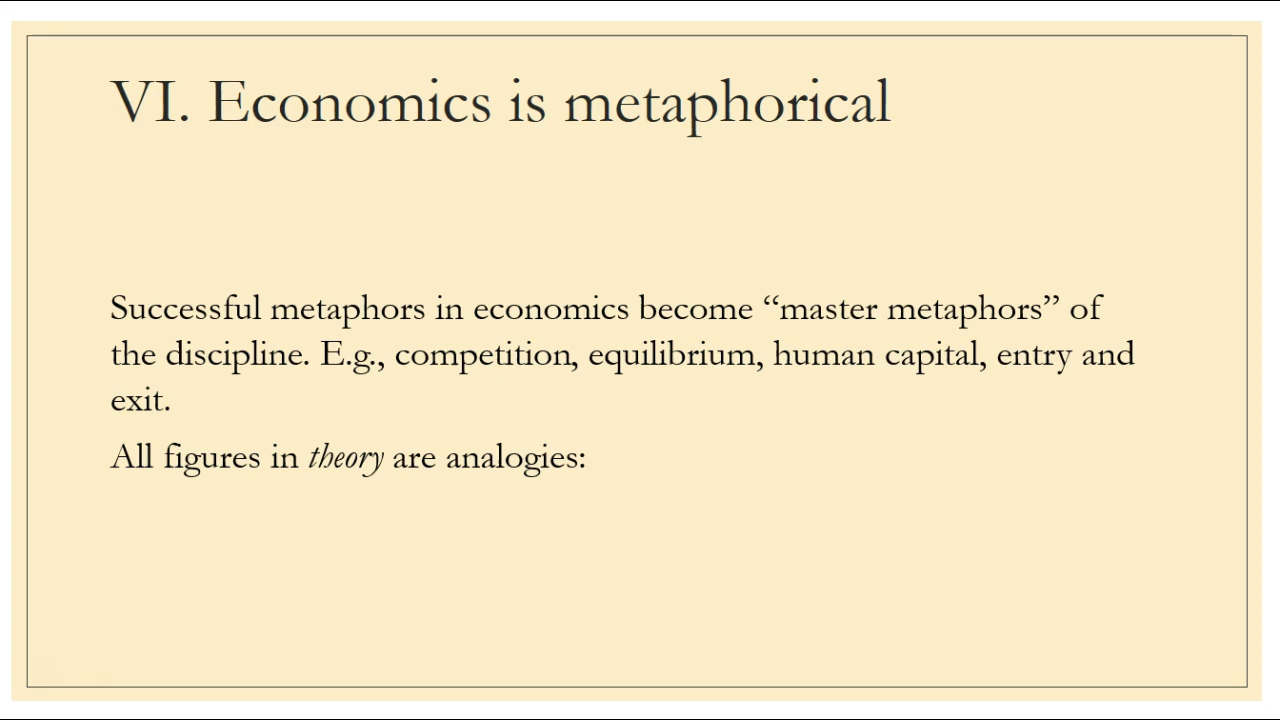 VI. Economics is metaphorical
Successful metaphors in economics become “master metaphors” of
the discipline. E.g., competition, equilibrium, human capital, entry and
exit.
All figures in theory are analogies: